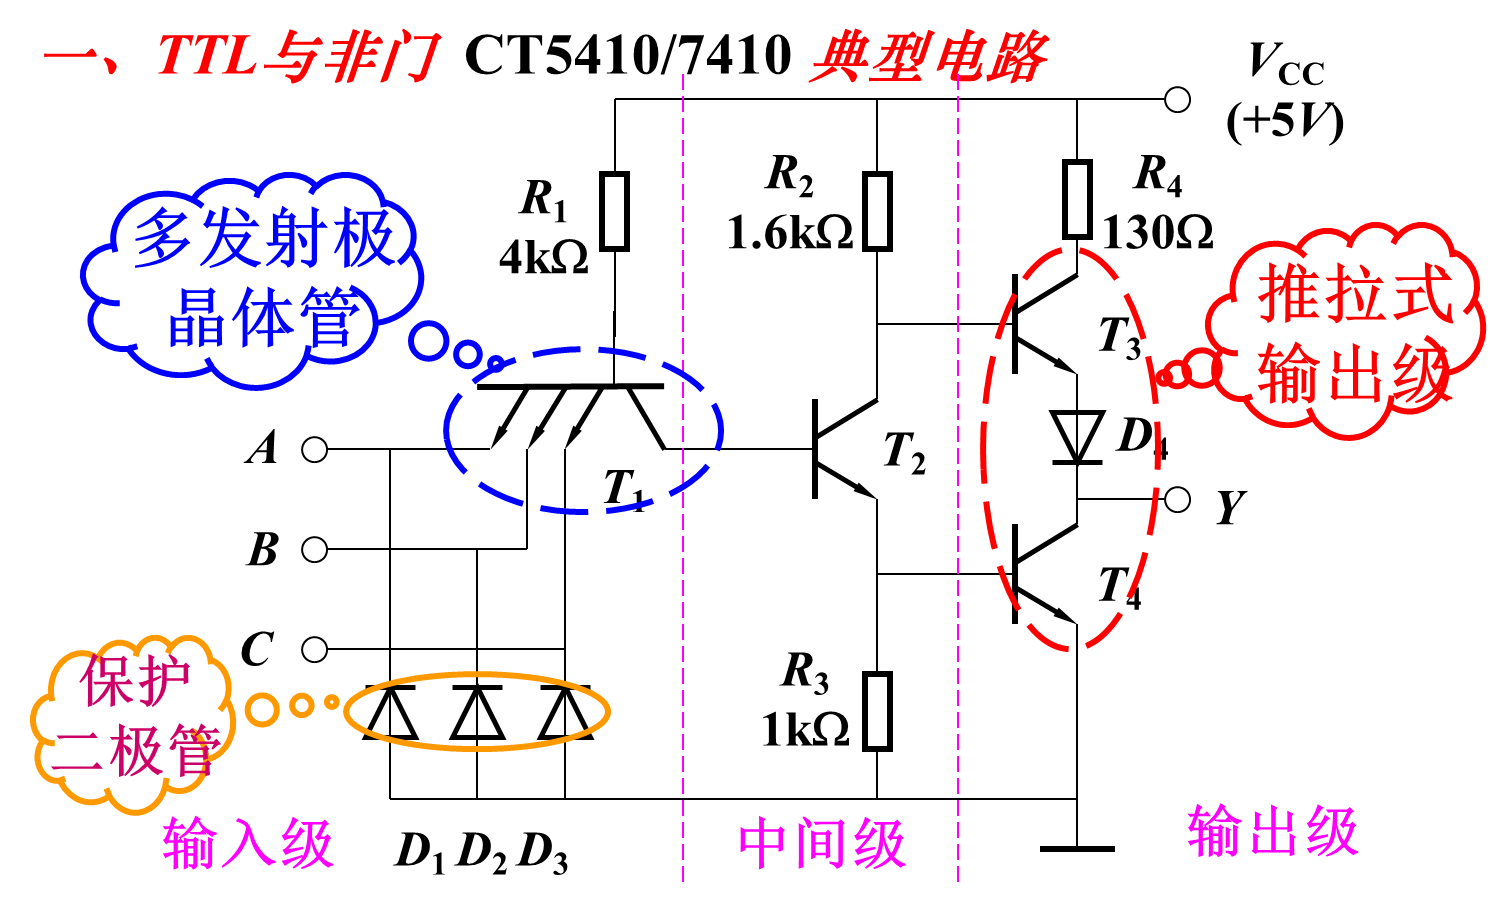 一、TTL与非门 CT5410/7410 典型电路
VCC
(+5V)
R1
4kΩ
R2
1.6kΩ
R4
130Ω
多发射极
晶体管
推拉式
输出级
T3
D4
A
T1
T2
Y
B
T4
C
保护
二极管
R3
1kΩ
输入级
D1 D2 D3
中间级
输出级